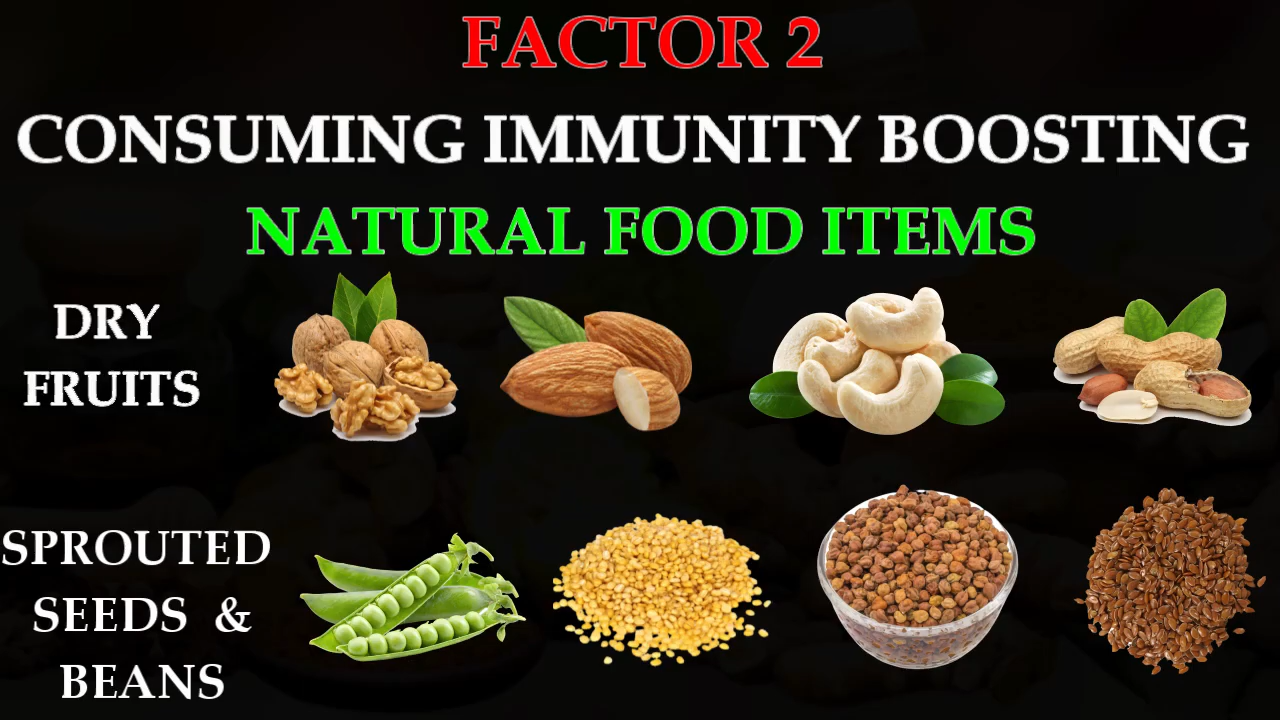 FACTOR 2
CONSUMING IMMUNITY BOOSTING
NATURAL FOOD ITEMS
DRY
FRUITS
SPROUTED
SEEDS &
BEANS